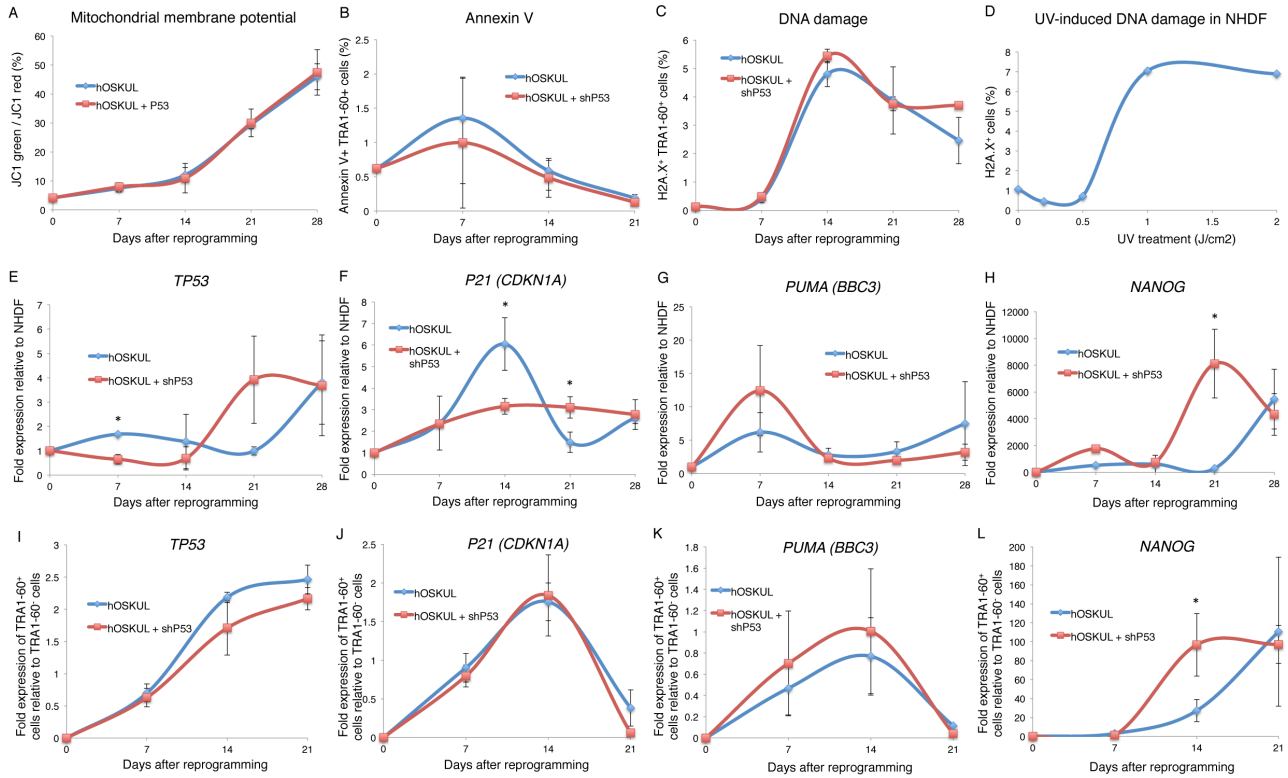 A
Mitochondrial membrane potential
JC1 green / JC1 red (%)
60
50
40
30
20
10
0
hOSKUL
hOSKUL + P53
0 7 14 21 28
Days after reprogramming
B
Annexin V
Annexin V+ TRA1-60+ cells (%)
2.5
2
1.5
1
0.5
0
hOSKUL
hOSKUL + shP53
0 7 14 21
Days after reprogramming
C
DNA damage
H2A.X⁺ TRA1-60⁺ cells (%)
6
5
4
3
2
1
0
hOSKUL
hOSKUL +
shP53
0 7 14 21 28
Days after reprogramming
D
UV-induced DNA damage in NHDF
H2A.X⁺ cells (%)
8
7
6
5
4
3
2
1
0
0 0.5 1 1.5 2
UV treatment (J/cm2)
E
TP53
Fold expression relative to NHDF
7
6
5
4
3
2
1
0
hOSKUL
hOSKUL + shP53
*
0 7 14 21 28
Days after reprogramming
F
P21 (CDKN1A)
Fold expression relative to NHDF
8
7
6
5
4
3
2
1
0
hOSKUL
hOSKUL +
shP53
*
*
0 7 14 21 28
Days after reprogramming
G
PUMA (BBC3)
Fold expression relative to NHDF
25
20
15
10
5
0
hOSKUL
hOSKUL + shP53
0 7 14 21 28
Days after reprogramming
H
NANOG
Fold expression relative to NHDF
12000
10000
8000
6000
4000
2000
0
hOSKUL
hOSKUL + shP53
*
0 7 14 21 28
Days after reprogramming
I
TP53
Fold expression of TRA1-60⁺
cells relative to TRA1-60⁻ cells
3
2.5
2
1.5
1
0.5
0
hOSKUL
hOSKUL + shP53
0 7 14 21
Days after reprogramming
J
P21 (CDKN1A)
Fold expression of TRA1-60⁺
cells relative to TRA1-60⁻ cells
2.5
2
1.5
1
0.5
0
hOSKUL
hOSKUL + shP53
0 7 14 21
Days after reprogramming
K
PUMA (BBC3)
Fold expression of TRA1-60⁺
cells relative to TRA1-60⁻ cells
1.8
1.6
1.4
1.2
1
0.8
0.6
0.4
0.2
0
hOSKUL
hOSKUL +
shP53
0 7 14 21
Days after reprogramming
L
NANOG
Fold expression of TRA1-60⁺
cells relative to TRA1-60⁻ cells
200
180
160
140
120
100
80
60
40
20
0
hOSKUL
hOSKUL + shP53
*
0 7 14 21
Days after reprogramming